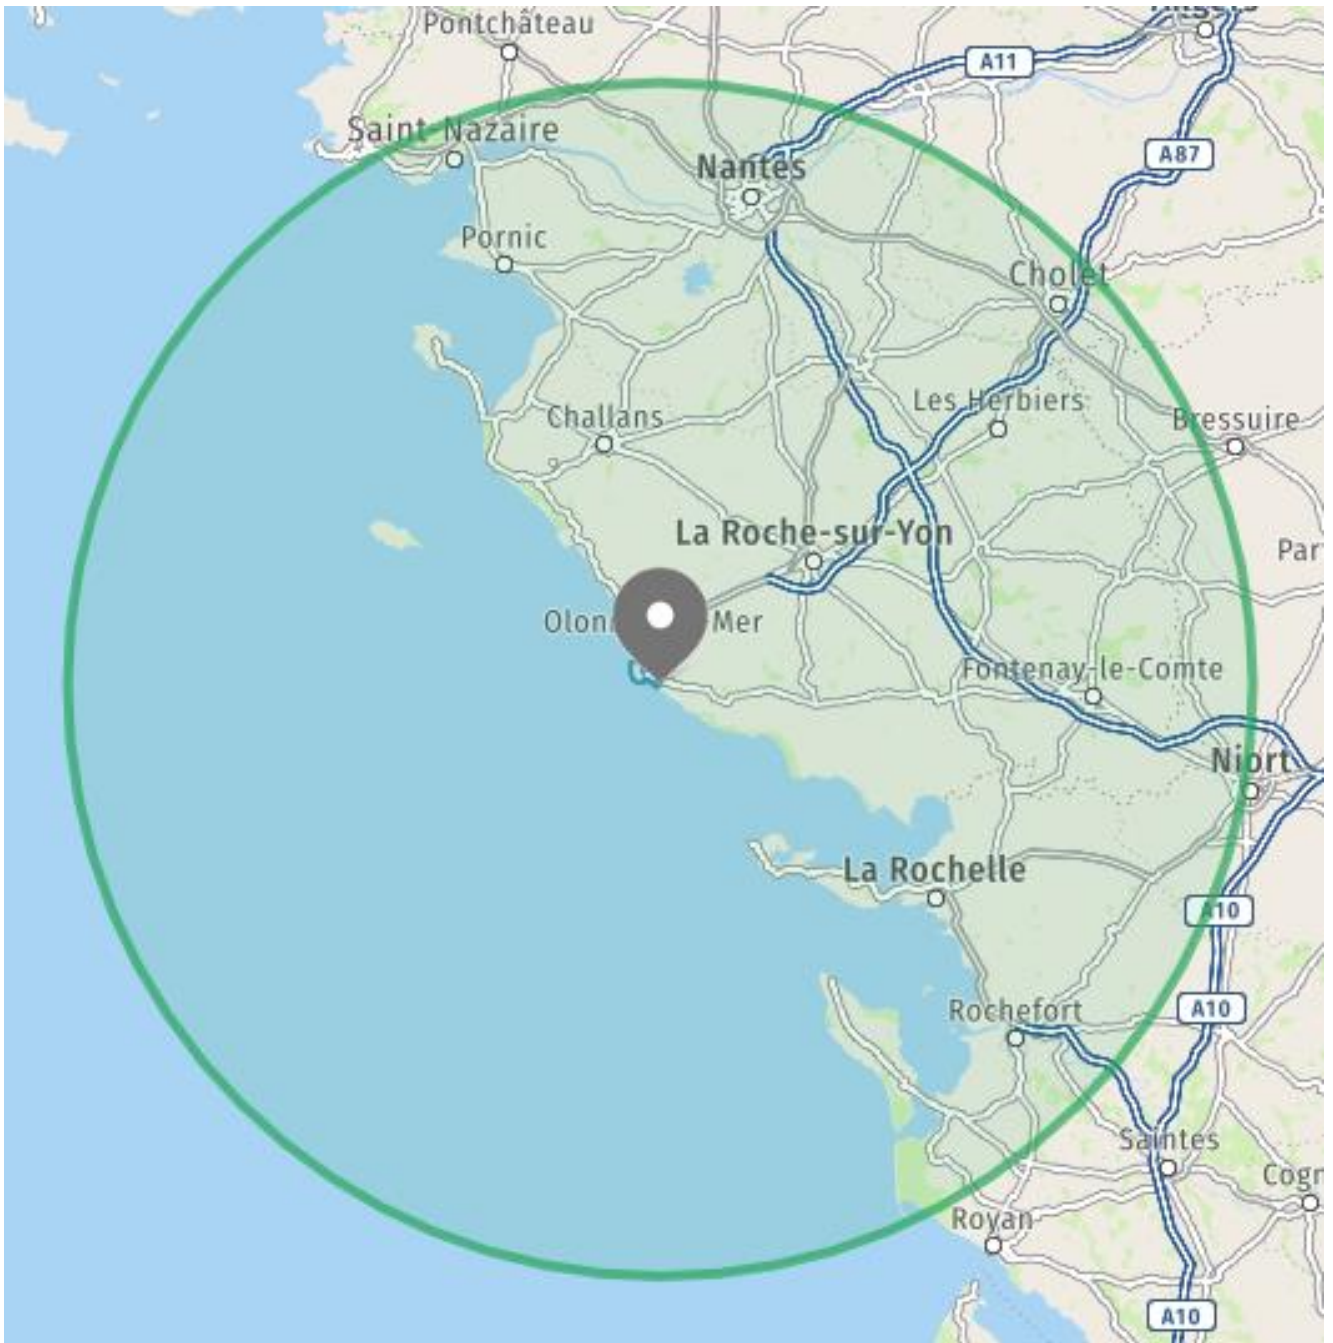 Pontchâteau
A11
Saint-Nazaire
A87
Nantes
Pornic
Cholet
Les Herbiers
Challans
Bressuire
La Roche-sur-Yon
Mer
Fontenay-le-Comte
Niort
La Rochelle
A10
A10
Rochefort
Saintes
Royan
A10